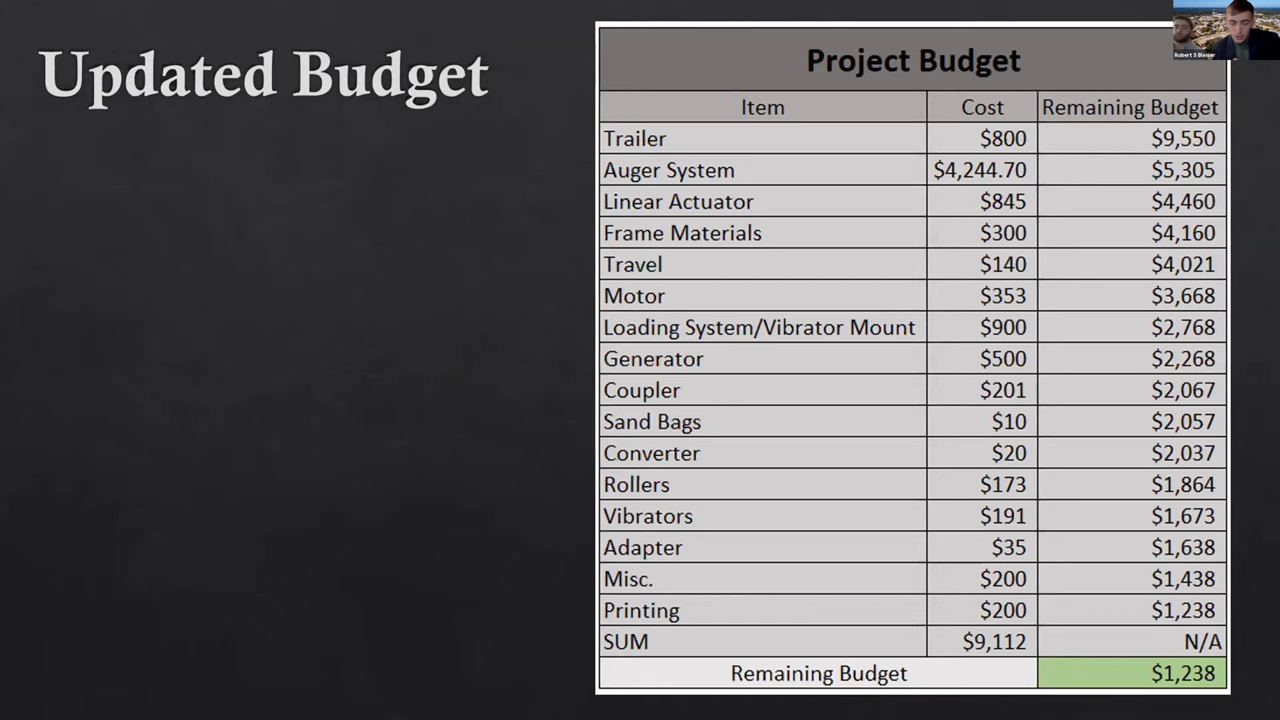 Updated Budget
Project Budget
Item Cost Remaining Budget
Trailer $800 $9,550
Auger System $4,244.70 $5,305
Linear Actuator $845 $4,460
Frame Materials $300 $4,160
Travel $140 $4,021
Motor $353 $3,668
Loading System/Vibrator Mount $900 $2,768
Generator $500 $2,268
Coupler $201 $2,067
Sand Bags $10 $2,057
Converter $20 $2,037
Rollers $173 $1,864
Vibrators $191 $1,673
Adapter $35 $1,638
Misc. $200 $1,438
Printing $200 $1,238
SUM $9,112 N/A
Remaining Budget $1,238
Robert S